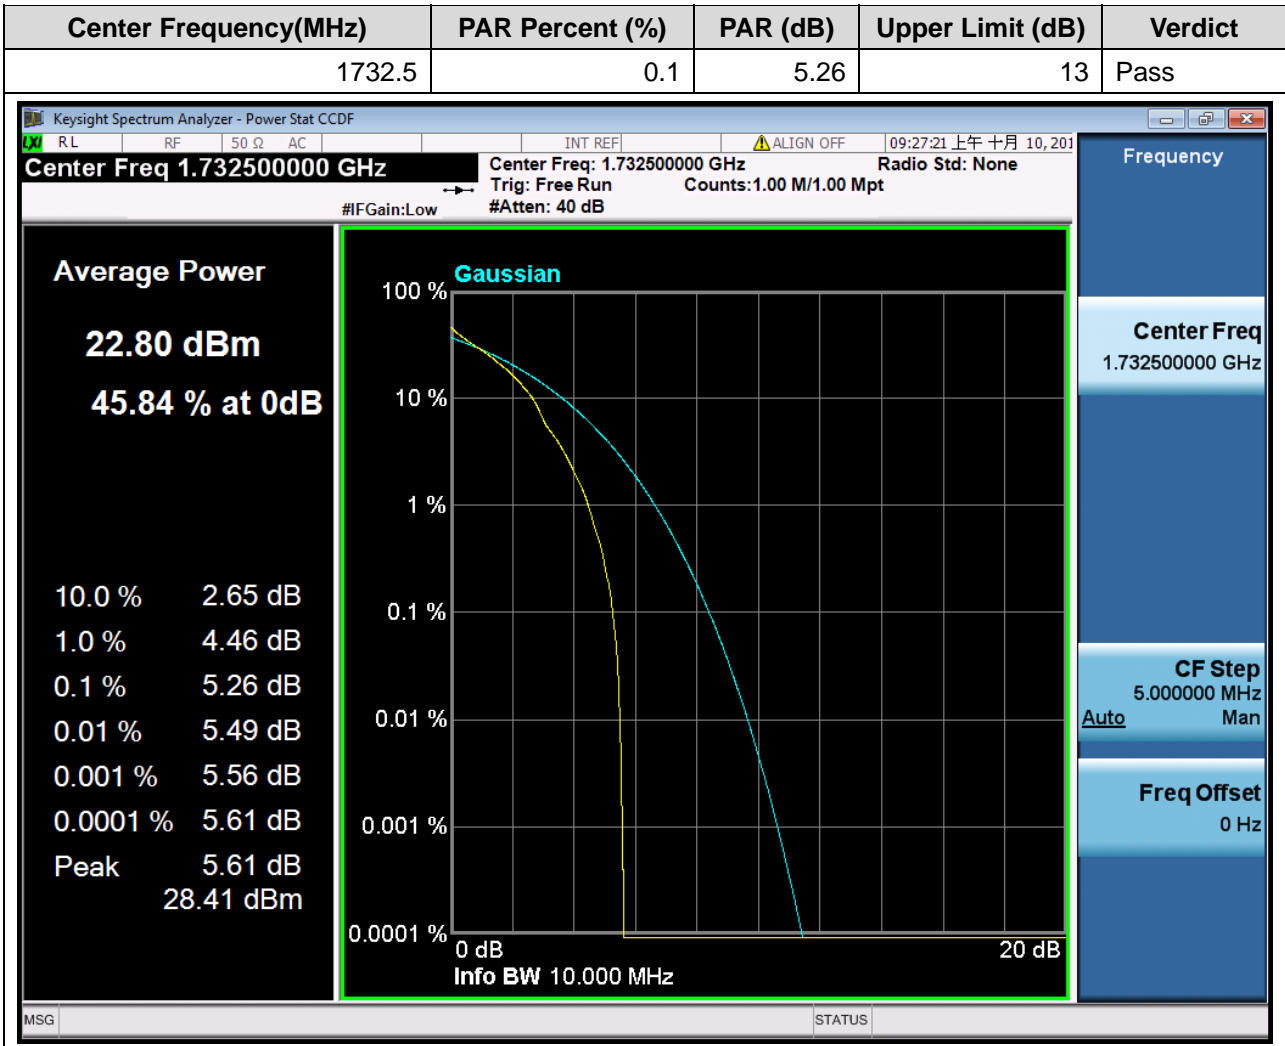 Center Frequency(MHz) PAR Percent (%) PAR (dB) Upper Limit (dB) Verdict
1732.5 0.1 5.26 13 Pass
Keysight Spectrum Analyzer - Power Stat CCDF
LXI RL RF 50 Ω AC INT REF ALIGN OFF 09:27:21 上午 十月 10, 201
Center Freq 1.732500000 GHz
Center Freq: 1.732500000 GHz Radio Std: None
Trig: Free Run Counts:1.00 M/1.00 Mpt
#IFGain:Low #Atten: 40 dB
Frequency
Average Power
22.80 dBm
45.84 % at 0dB
10.0 % 2.65 dB
1.0 % 4.46 dB
0.1 % 5.26 dB
0.01 % 5.49 dB
0.001 % 5.56 dB
0.0001 % 5.61 dB
Peak 5.61 dB
28.41 dBm
Gaussian
100 %
10 %
1 %
0.1 %
0.01 %
0.001 %
0.0001 %
0 dB 20 dB
Info BW 10.000 MHz
Center Freq
1.732500000 GHz
CF Step
5.000000 MHz
Auto Man
Freq Offset
0 Hz
MSG STATUS